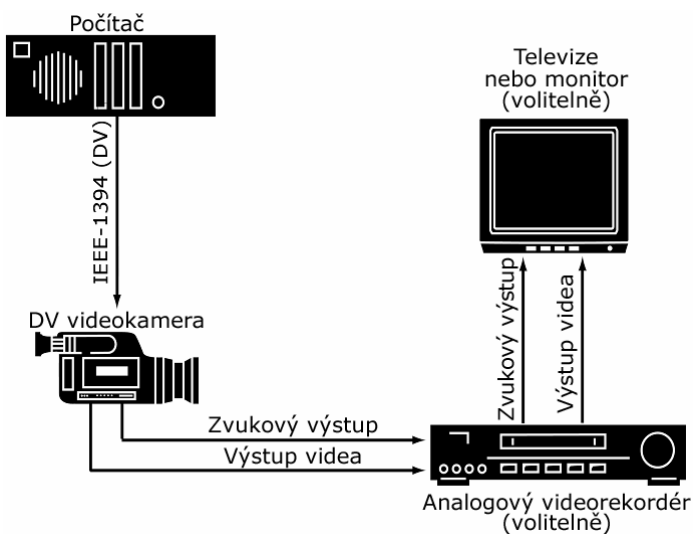 Počítač
Televize
nebo monitor
(volitelně)
IEEE-1394 (DV)
Zvukový výstup
Výstup videa
DV videokamera
Zvukový výstup
Výstup videa
Analogový videorekordér
(volitelně)